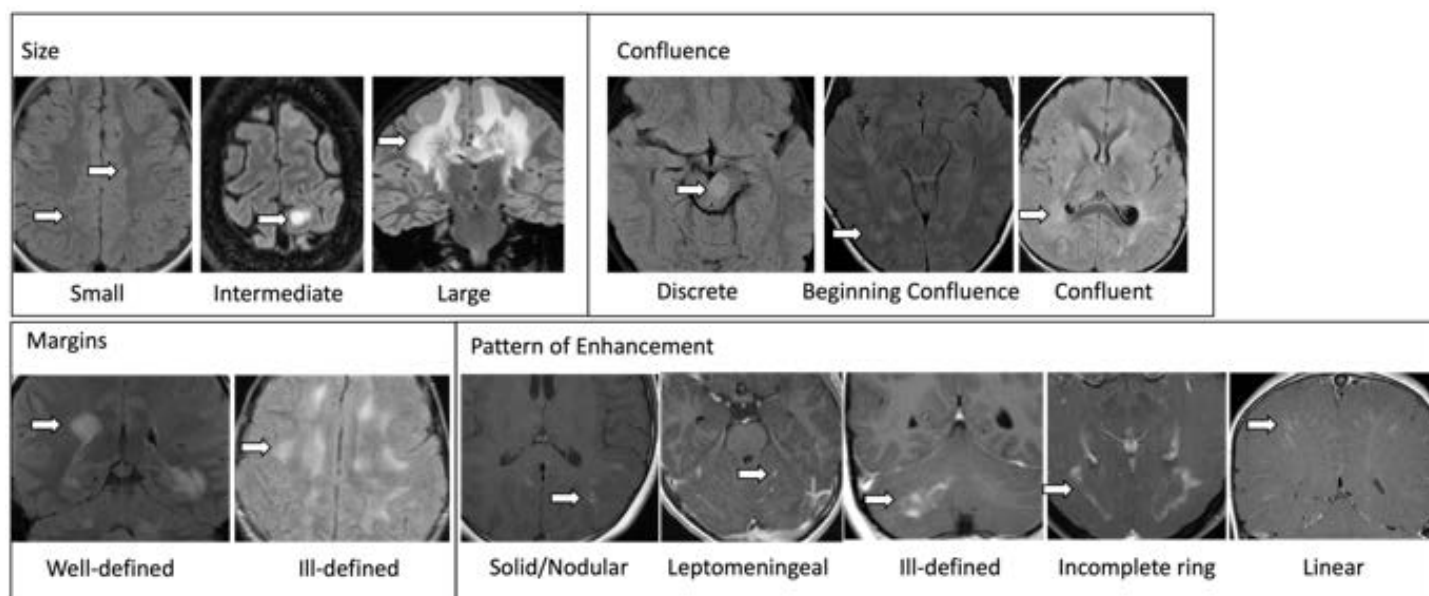 Size
Small
Intermediate
Large
Confluence
Discrete
Beginning Confluence
Confluent
Margins
Well-defined
Ill-defined
Pattern of Enhancement
Solid/Nodular
Leptomeningeal
Ill-defined
Incomplete ring
Linear